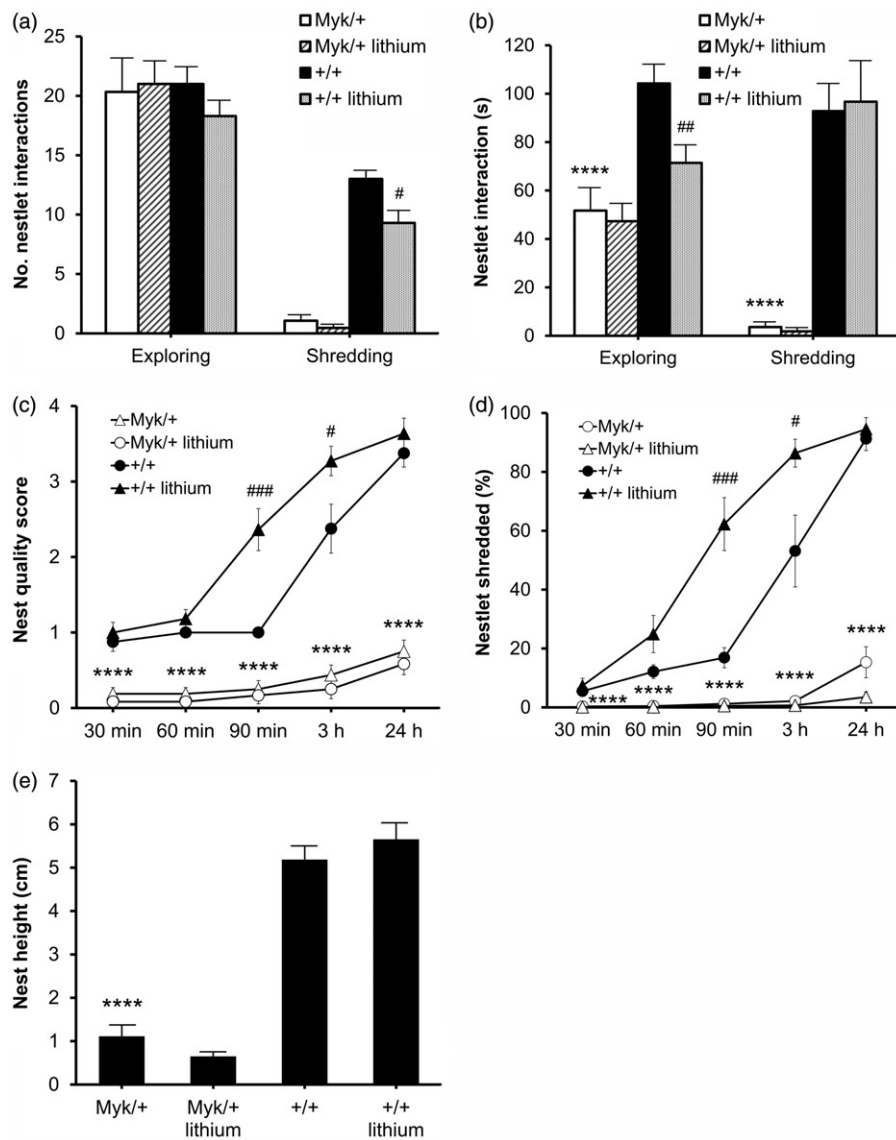 (a)
Myk/+
Myk/+ lithium
+/+
+/+ lithium
No. nestlet interactions
25
20
15
10
5
0
#
Exploring
Shredding
(b)
Myk/+
Myk/+ lithium
+/+
+/+ lithium
Nestlet interaction (s)
120
100
80
60
40
20
0
****
##
****
Exploring
Shredding
(c)
Myk/+
Myk/+ lithium
+/+
+/+ lithium
Nest quality score
4
3
2
1
0
###
#
**** **** **** **** ****
30 min 60 min 90 min 3 h 24 h
(d)
Myk/+
Myk/+ lithium
+/+
+/+ lithium
Nestlet shredded (%)
100
80
60
40
20
0
###
#
**** **** **** **** ****
30 min 60 min 90 min 3 h 24 h
(e)
Nest height (cm)
7
6
5
4
3
2
1
0
****
Myk/+
Myk/+
lithium
+/+
+/+
lithium